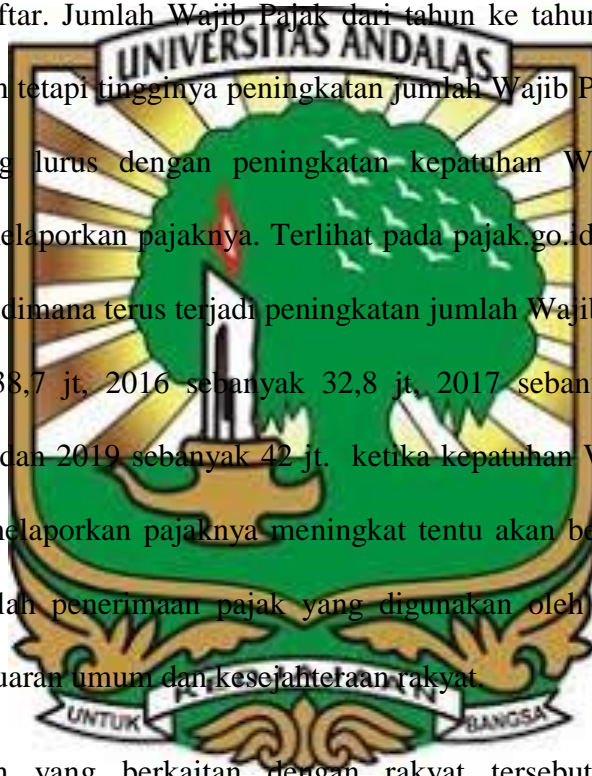 ftar. Jumlah Wajib Pajak dari tahun ke tahun
UNIVERSITAS ANDALAS
n tetapi tingginya peningkatan jumlah Wajib P
g lurus dengan peningkatan kepatuhan W
elaporkan pajaknya. Terlihat pada pajak.go.id
dimana terus terjadi peningkatan jumlah Wajib
38,7 jt, 2016 sebanyak 32,8 jt, 2017 seban
dan 2019 sebanyak 42 jt. ketika kepatuhan W
elaporkan pajaknya meningkat tentu akan be
lah penerimaan pajak yang digunakan oleh
uaran umum dan kesejahteraan rakyat.
UNTUK KEDJAJAAN BANGSA
n yang berkaitan dengan rakyat tersebut